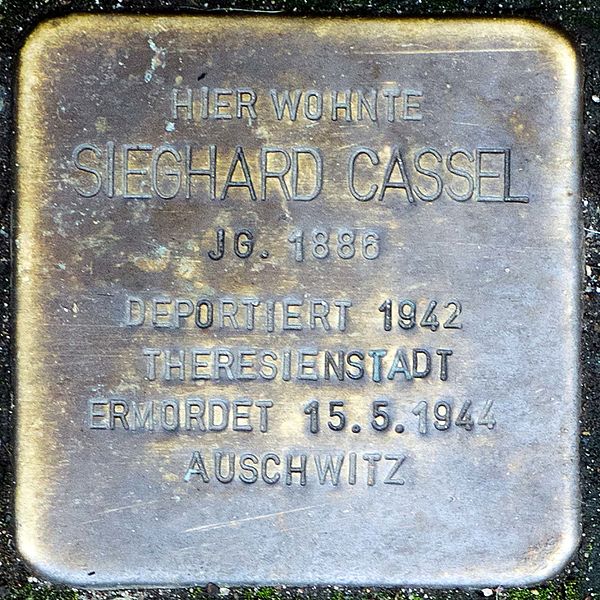 HIER WOHNTE
SIEGHARD CASSEL
JG. 1886
DEPORTIERT 1942
THERESIENSTADT
ERMORDET 15.5.1944
AUSCHWITZ